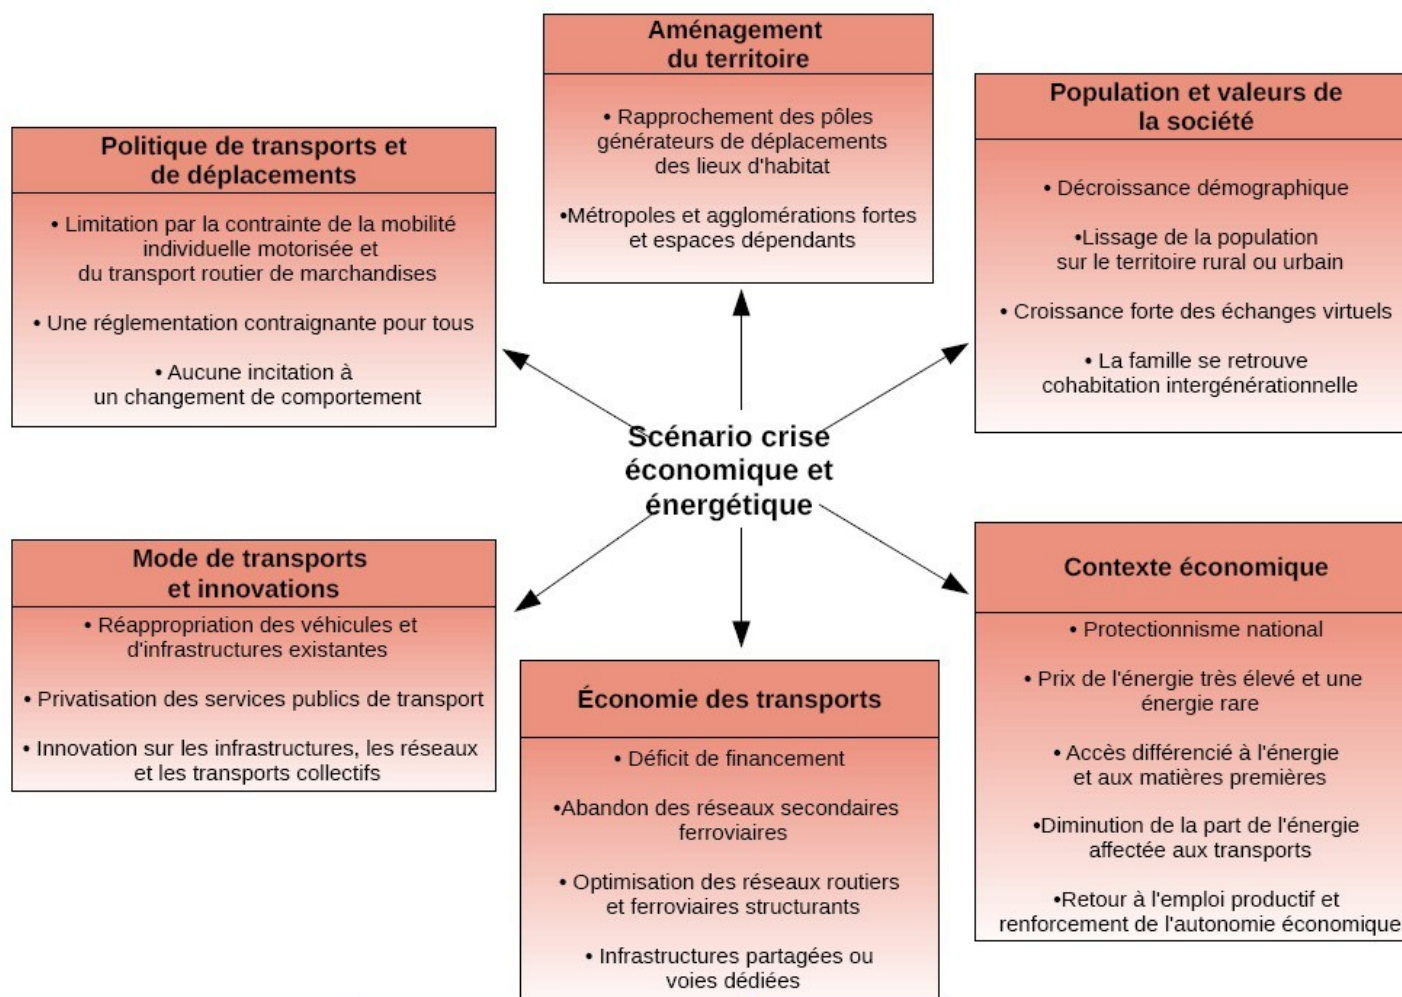 Aménagement
du territoire
• Rapprochement des pôles
générateurs de déplacements
des lieux d'habitat
•Métropoles et agglomérations fortes
et espaces dépendants
Population et valeurs de
la société
• Décroissance démographique
•Lissage de la population
sur le territoire rural ou urbain
• Croissance forte des échanges virtuels
• La famille se retrouve
cohabitation intergénérationnelle
Politique de transports et
de déplacements
• Limitation par la contrainte de la mobilité
individuelle motorisée et
du transport routier de marchandises
• Une réglementation contraignante pour tous
• Aucune incitation à
un changement de comportement
Scénario crise
économique et
énergétique
Mode de transports
et innovations
• Réappropriation des véhicules et
d'infrastructures existantes
• Privatisation des services publics de transport
• Innovation sur les infrastructures, les réseaux
et les transports collectifs
Économie des transports
• Déficit de financement
•Abandon des réseaux secondaires
ferroviaires
• Optimisation des réseaux routiers
et ferroviaires structurants
• Infrastructures partagées ou
voies dédiées
Contexte économique
• Protectionnisme national
• Prix de l'énergie très élevé et une
énergie rare
• Accès différencié à l'énergie
et aux matières premières
•Diminution de la part de l'énergie
affectée aux transports
•Retour à l'emploi productif et
renforcement de l'autonomie économique